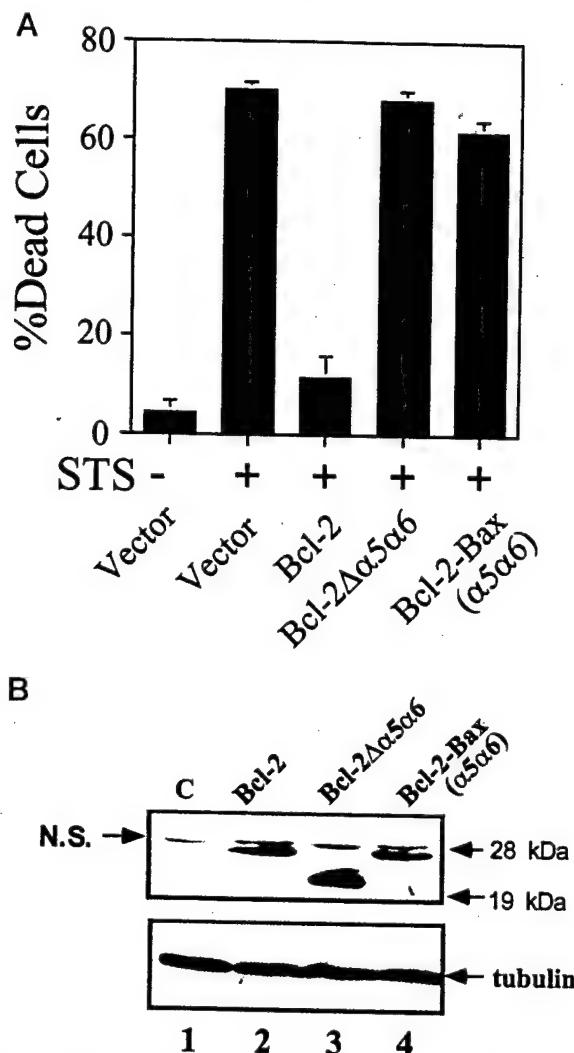 A
80
60
40
20
0
%Dead Cells
STS - + + + +
Vector
Vector
Bcl-2
Bcl-2Δα5α6
Bcl-2-Bax
(α5α6)
B
C
Bcl-2
Bcl-2Δα5α6
Bcl-2-Bax
(α5α6)
N.S.
28 kDa
19 kDa
tubulin
1 2 3 4